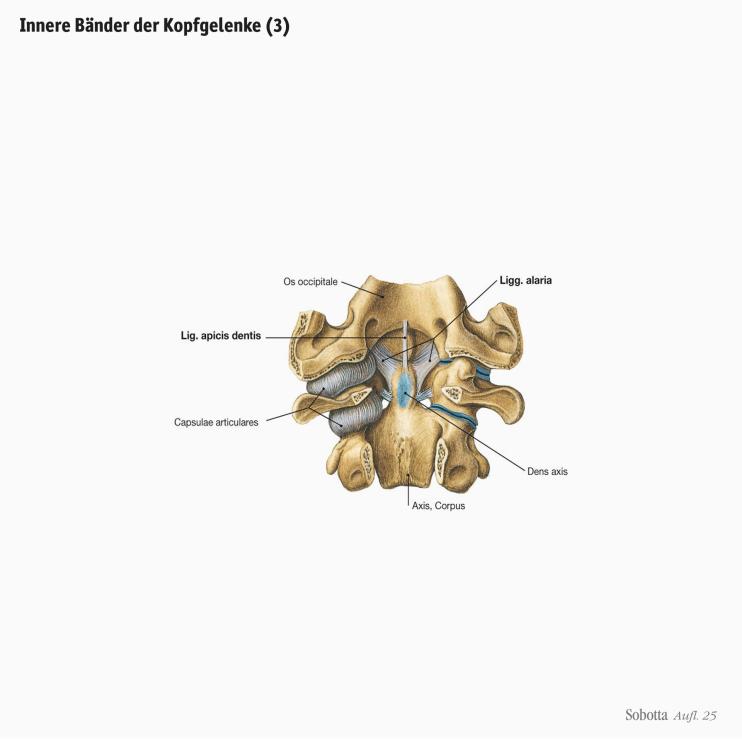 Innere Bänder der Kopfgelenke (3)
Os occipitale
Ligg. alaria
Lig. apicis dentis
Capsulae articulares
Dens axis
Axis, Corpus
Sobotta Aufl. 25